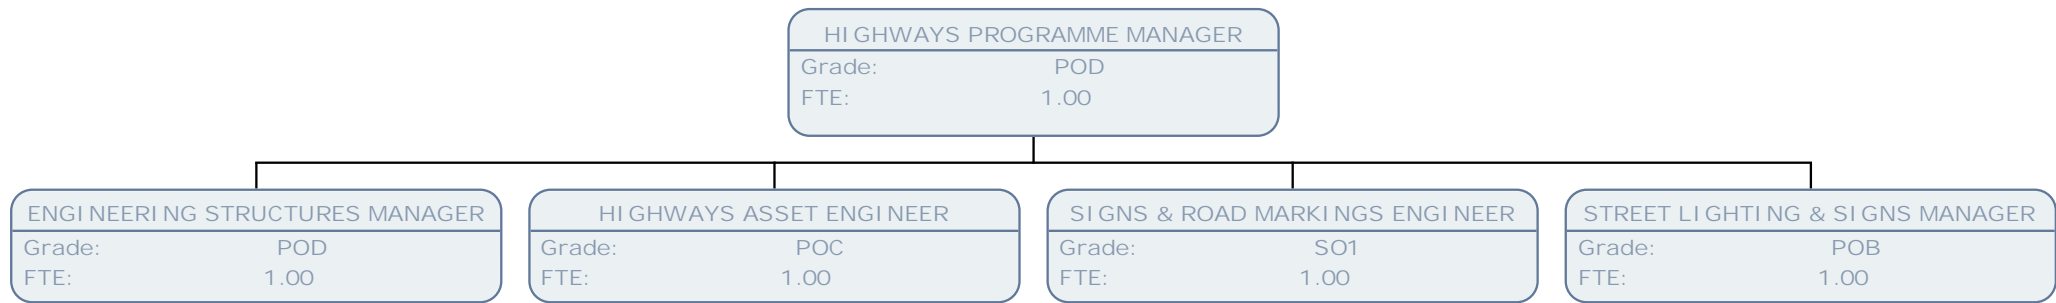 HIGHWAYS PROGRAMME MANAGER
Grade: POD
FTE: 1.00
ENGINEERING STRUCTURES MANAGER
Grade: POD
FTE: 1.00
HIGHWAYS ASSET ENGINEER
Grade: POC
FTE: 1.00
SIGNS & ROAD MARKINGS ENGINEER
Grade: SO1
FTE: 1.00
STREET LIGHTING & SIGNS MANAGER
Grade: POB
FTE: 1.00